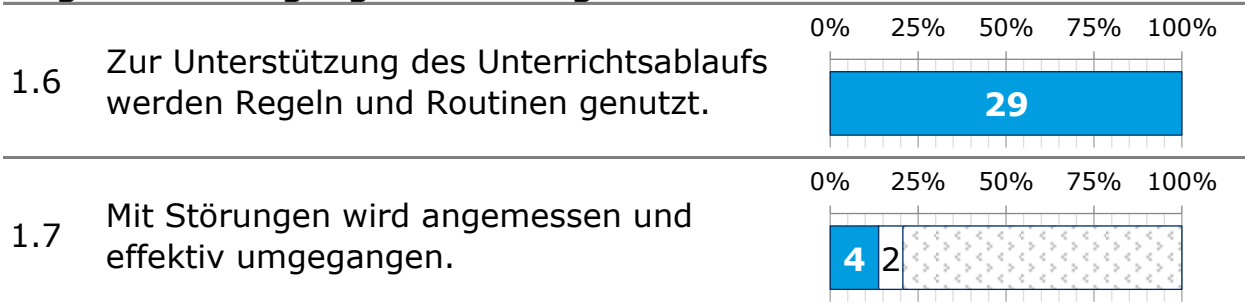 0% 25% 50% 75% 100%
1.6 Zur Unterstützung des Unterrichtsablaufs
werden Regeln und Routinen genutzt.
29
0% 25% 50% 75% 100%
1.7 Mit Störungen wird angemessen und
effektiv umgegangen.
4 2